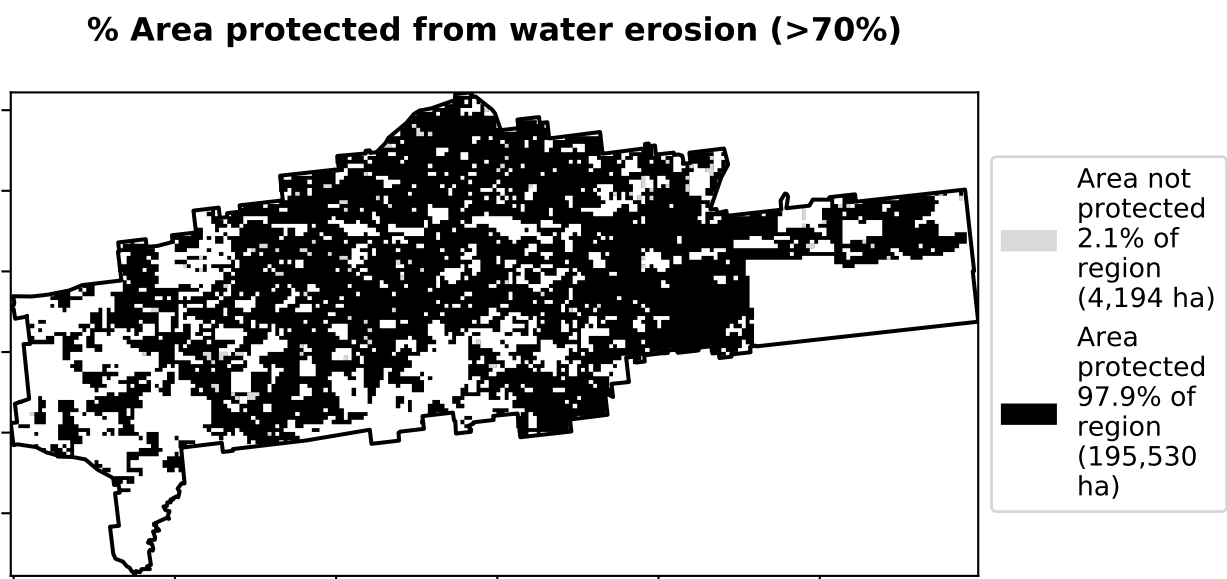 % Area protected from water erosion (>70%)
Area not
protected
2.1% of
region
(4,194 ha)
Area
protected
97.9% of
region
(195,530
ha)